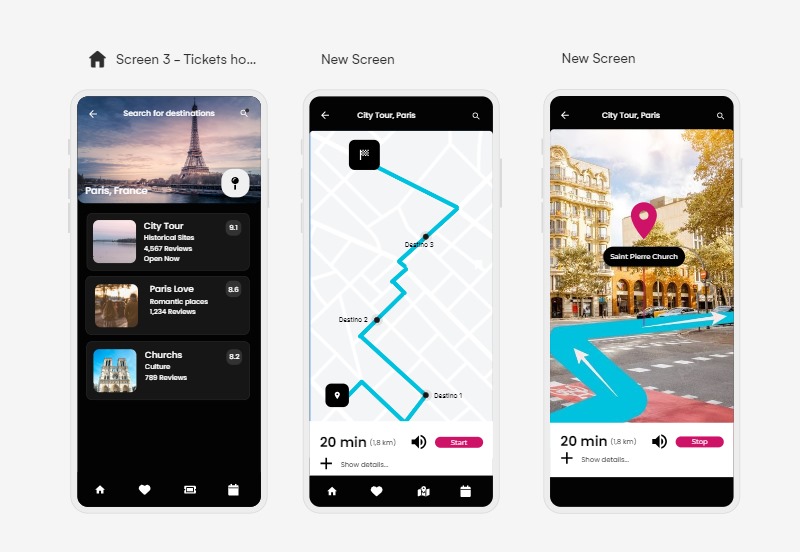 Screen 3 – Tickets ho...
New Screen
New Screen
Search for destinations
Paris, France
City Tour
Historical Sites
4,567 Reviews
Open Now
9.1
Paris Love
Romantic places
1,234 Reviews
8.6
Churchs
Culture
789 Reviews
8.2
City Tour, Paris
Destino 3
Destino 2
Destino 1
20 min (1,8 km)
Start
Show details...
City Tour, Paris
Saint Pierre Church
20 min (1,8 km)
Stop
Show details...